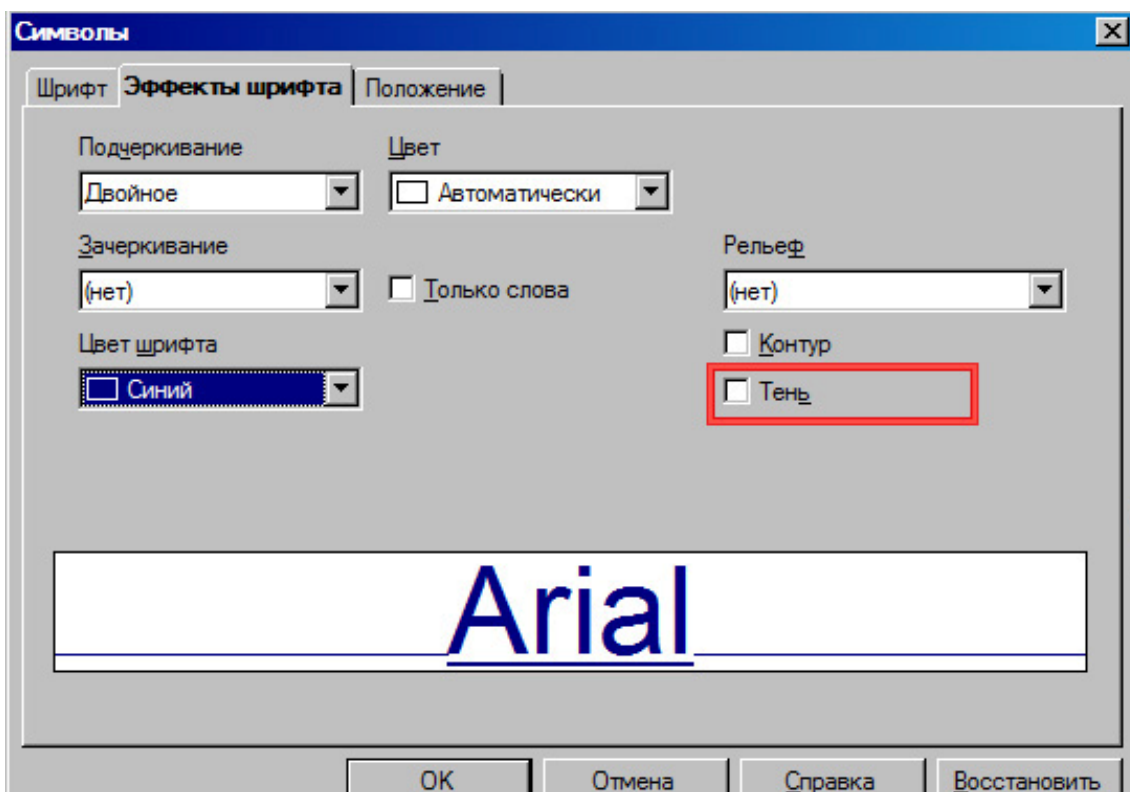 Символы
Шрифт Эффекты шрифта Положение
Подчеркивание Цвет
Двойное Автоматически
Зачеркивание Рельеф
(нет) Только слова (нет)
Цвет шрифта Контур
Синий Тень
Arial
OK Отмена Справка Восстановить